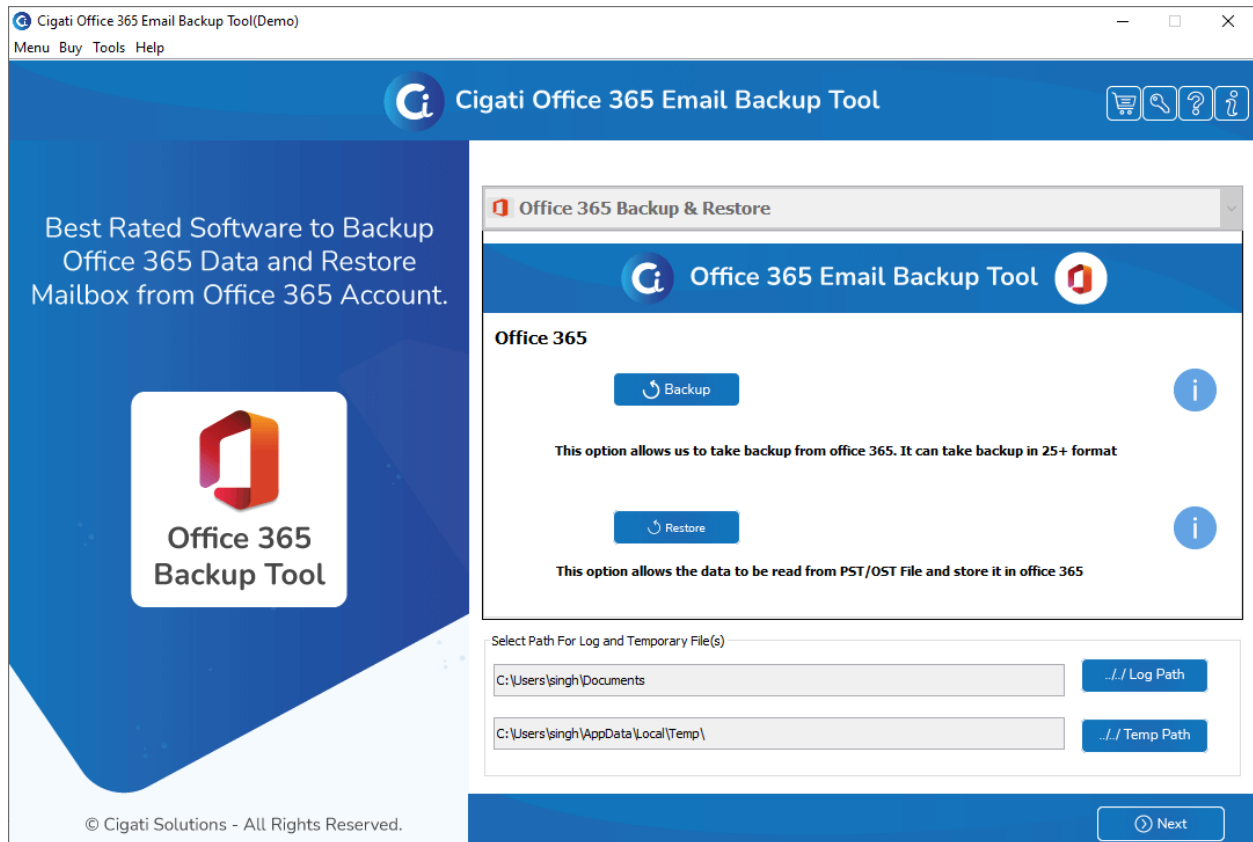 Cigati Office 365 Email Backup Tool(Demo)
Menu Buy Tools Help
Ci Cigati Office 365 Email Backup Tool
Best Rated Software to Backup
Office 365 Data and Restore
Mailbox from Office 365 Account.
Office 365
Backup Tool
© Cigati Solutions - All Rights Reserved.
Office 365 Backup & Restore
Ci Office 365 Email Backup Tool
Office 365
Backup
This option allows us to take backup from office 365. It can take backup in 25+ format
Restore
This option allows the data to be read from PST/OST File and store it in office 365
Select Path For Log and Temporary File(s)
C:\Users\singh\Documents
../../ Log Path
C:\Users\singh\AppData\Local\Temp\
../../ Temp Path
Next